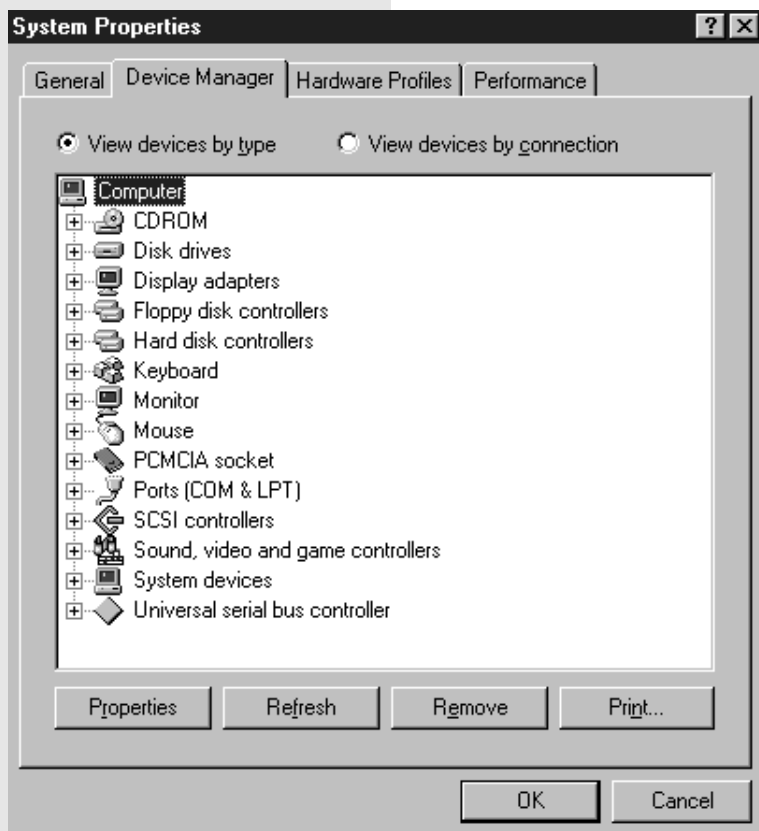 System Properties
General Device Manager Hardware Profiles Performance
View devices by type View devices by connection
Computer
CDROM
Disk drives
Display adapters
Floppy disk controllers
Hard disk controllers
Keyboard
Monitor
Mouse
PCMCIA socket
Ports (COM & LPT)
SCSI controllers
Sound, video and game controllers
System devices
Universal serial bus controller
Properties Refresh Remove Print...
OK Cancel